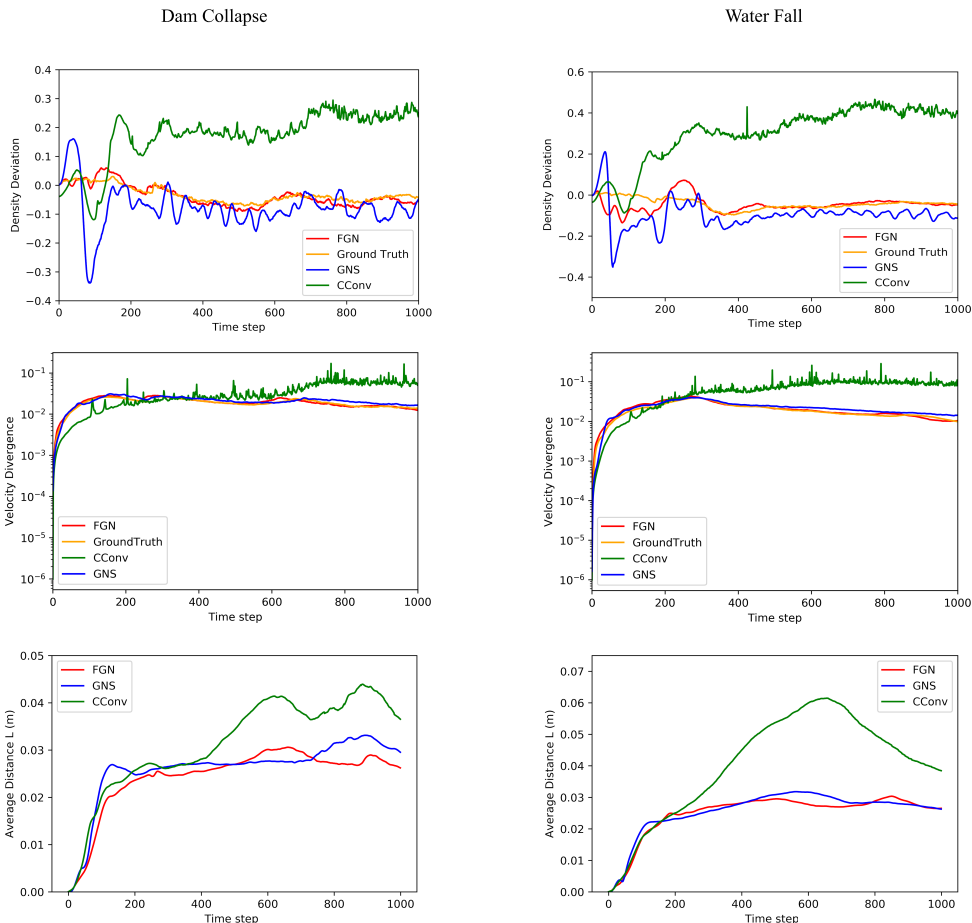 Dam Collapse
Water Fall
0.4
0.3
0.2
0.1
0.0
−0.1
−0.2
−0.3
−0.4
Density Deviation
0 200 400 600 800 1000
Time step
FGN
Ground Truth
GNS
CConv
0.6
0.4
0.2
0.0
−0.2
−0.4
Density Deviation
0 200 400 600 800 1000
Time step
FGN
Ground Truth
GNS
CConv
10⁻¹
10⁻²
10⁻³
10⁻⁴
10⁻⁵
10⁻⁶
Velocity Divergence
0 200 400 600 800 1000
Time step
FGN
GroundTruth
CConv
GNS
10⁻¹
10⁻²
10⁻³
10⁻⁴
10⁻⁵
10⁻⁶
Velocity Divergence
0 200 400 600 800 1000
Time step
FGN
GroundTruth
CConv
GNS
0.05
0.04
0.03
0.02
0.01
0.00
Average Distance L (m)
0 200 400 600 800 1000
Time step
FGN
GNS
CConv
0.07
0.06
0.05
0.04
0.03
0.02
0.01
0.00
Average Distance L (m)
0 200 400 600 800 1000
Time step
FGN
GNS
CConv